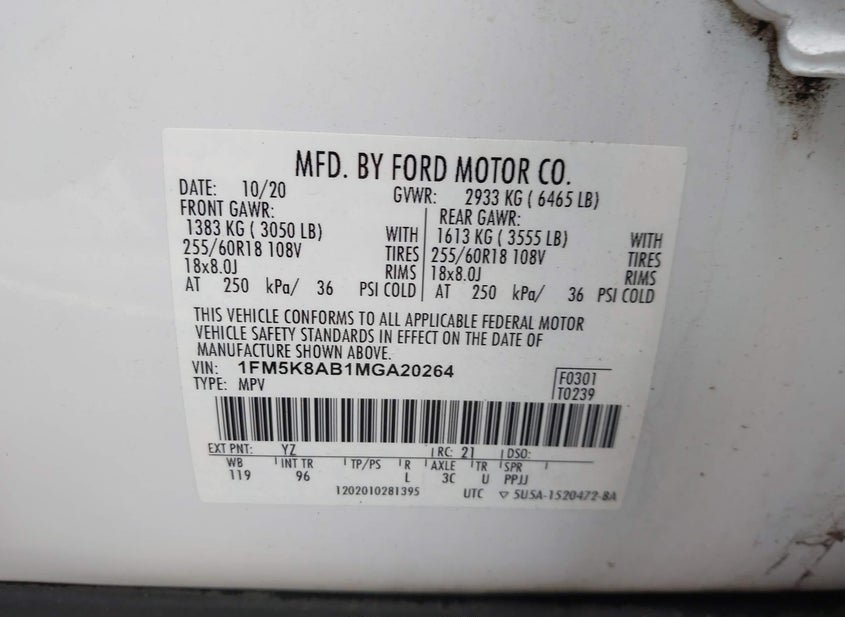 MFD. BY FORD MOTOR CO.
DATE: 10/20 GVWR: 2933 KG ( 6465 LB)
FRONT GAWR: REAR GAWR:
1383 KG ( 3050 LB) WITH 1613 KG ( 3555 LB) WITH
255/60R18 108V TIRES 255/60R18 108V TIRES
18x8.0J RIMS 18x8.0J RIMS
AT 250 kPa/ 36 PSI COLD AT 250 kPa/ 36 PSI COLD
THIS VEHICLE CONFORMS TO ALL APPLICABLE FEDERAL MOTOR
VEHICLE SAFETY STANDARDS IN EFFECT ON THE DATE OF
MANUFACTURE SHOWN ABOVE.
VIN: 1FM5K8AB1MGA20264 F0301
TYPE: MPV T0239
EXT PNT: YZ RC: 21 DSO:
WB INT TR TP/PS R AXLE TR SPR
119 96 L 3C U PPJJ
1202010281395 UTC ▽ 5U5A-1520472-BA